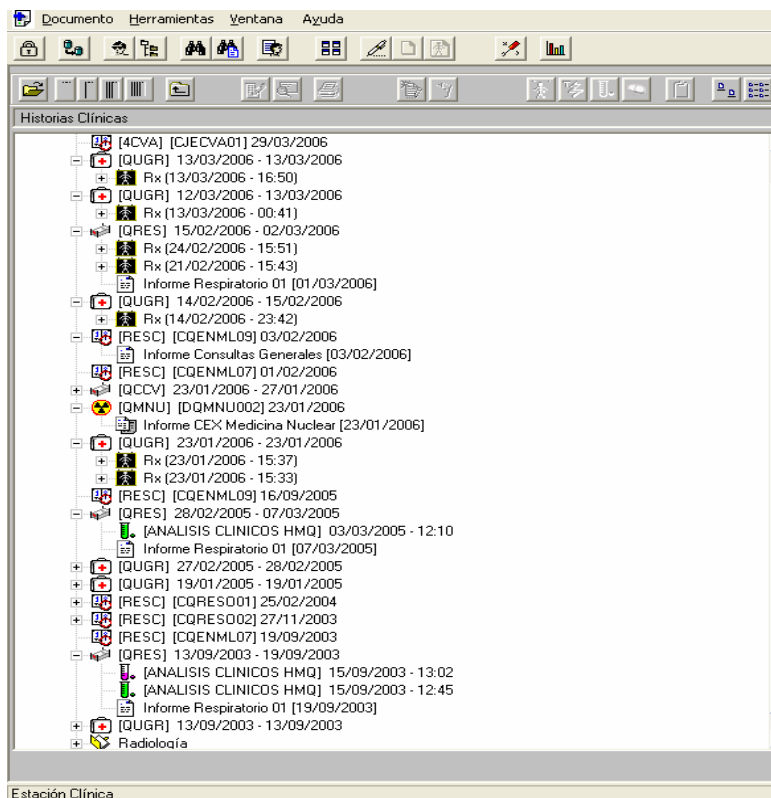 Documento Herramientas Ventana Ayuda
Historias Clínicas
[4CVA] [CJECVA01] 29/03/2006
[QUGR] 13/03/2006 - 13/03/2006
Rx (13/03/2006 - 16:50)
[QUGR] 12/03/2006 - 13/03/2006
Rx (13/03/2006 - 00:41)
[QRES] 15/02/2006 - 02/03/2006
Rx (24/02/2006 - 15:51)
Rx (21/02/2006 - 15:43)
Informe Respiratorio 01 [01/03/2006]
[QUGR] 14/02/2006 - 15/02/2006
Rx (14/02/2006 - 23:42)
[RESC] [CQENML09] 03/02/2006
Informe Consultas Generales [03/02/2006]
[RESC] [CQENML07] 01/02/2006
[QCCV] 23/01/2006 - 27/01/2006
[QMNU] [DQMNU002] 23/01/2006
Informe CEX Medicina Nuclear [23/01/2006]
[QUGR] 23/01/2006 - 23/01/2006
Rx (23/01/2006 - 15:37)
Rx (23/01/2006 - 15:33)
[RESC] [CQENML09] 16/09/2005
[QRES] 28/02/2005 - 07/03/2005
[ANALISIS CLINICOS HMQ] 03/03/2005 - 12:10
Informe Respiratorio 01 [07/03/2005]
[QUGR] 27/02/2005 - 28/02/2005
[QUGR] 19/01/2005 - 19/01/2005
[RESC] [CQRESO01] 25/02/2004
[RESC] [CQRESO02] 27/11/2003
[RESC] [CQENML07] 19/09/2003
[QRES] 13/09/2003 - 19/09/2003
[ANALISIS CLINICOS HMQ] 15/09/2003 - 13:02
[ANALISIS CLINICOS HMQ] 15/09/2003 - 12:45
Informe Respiratorio 01 [19/09/2003]
[QUGR] 13/09/2003 - 13/09/2003
Radiología
Estación Clínica